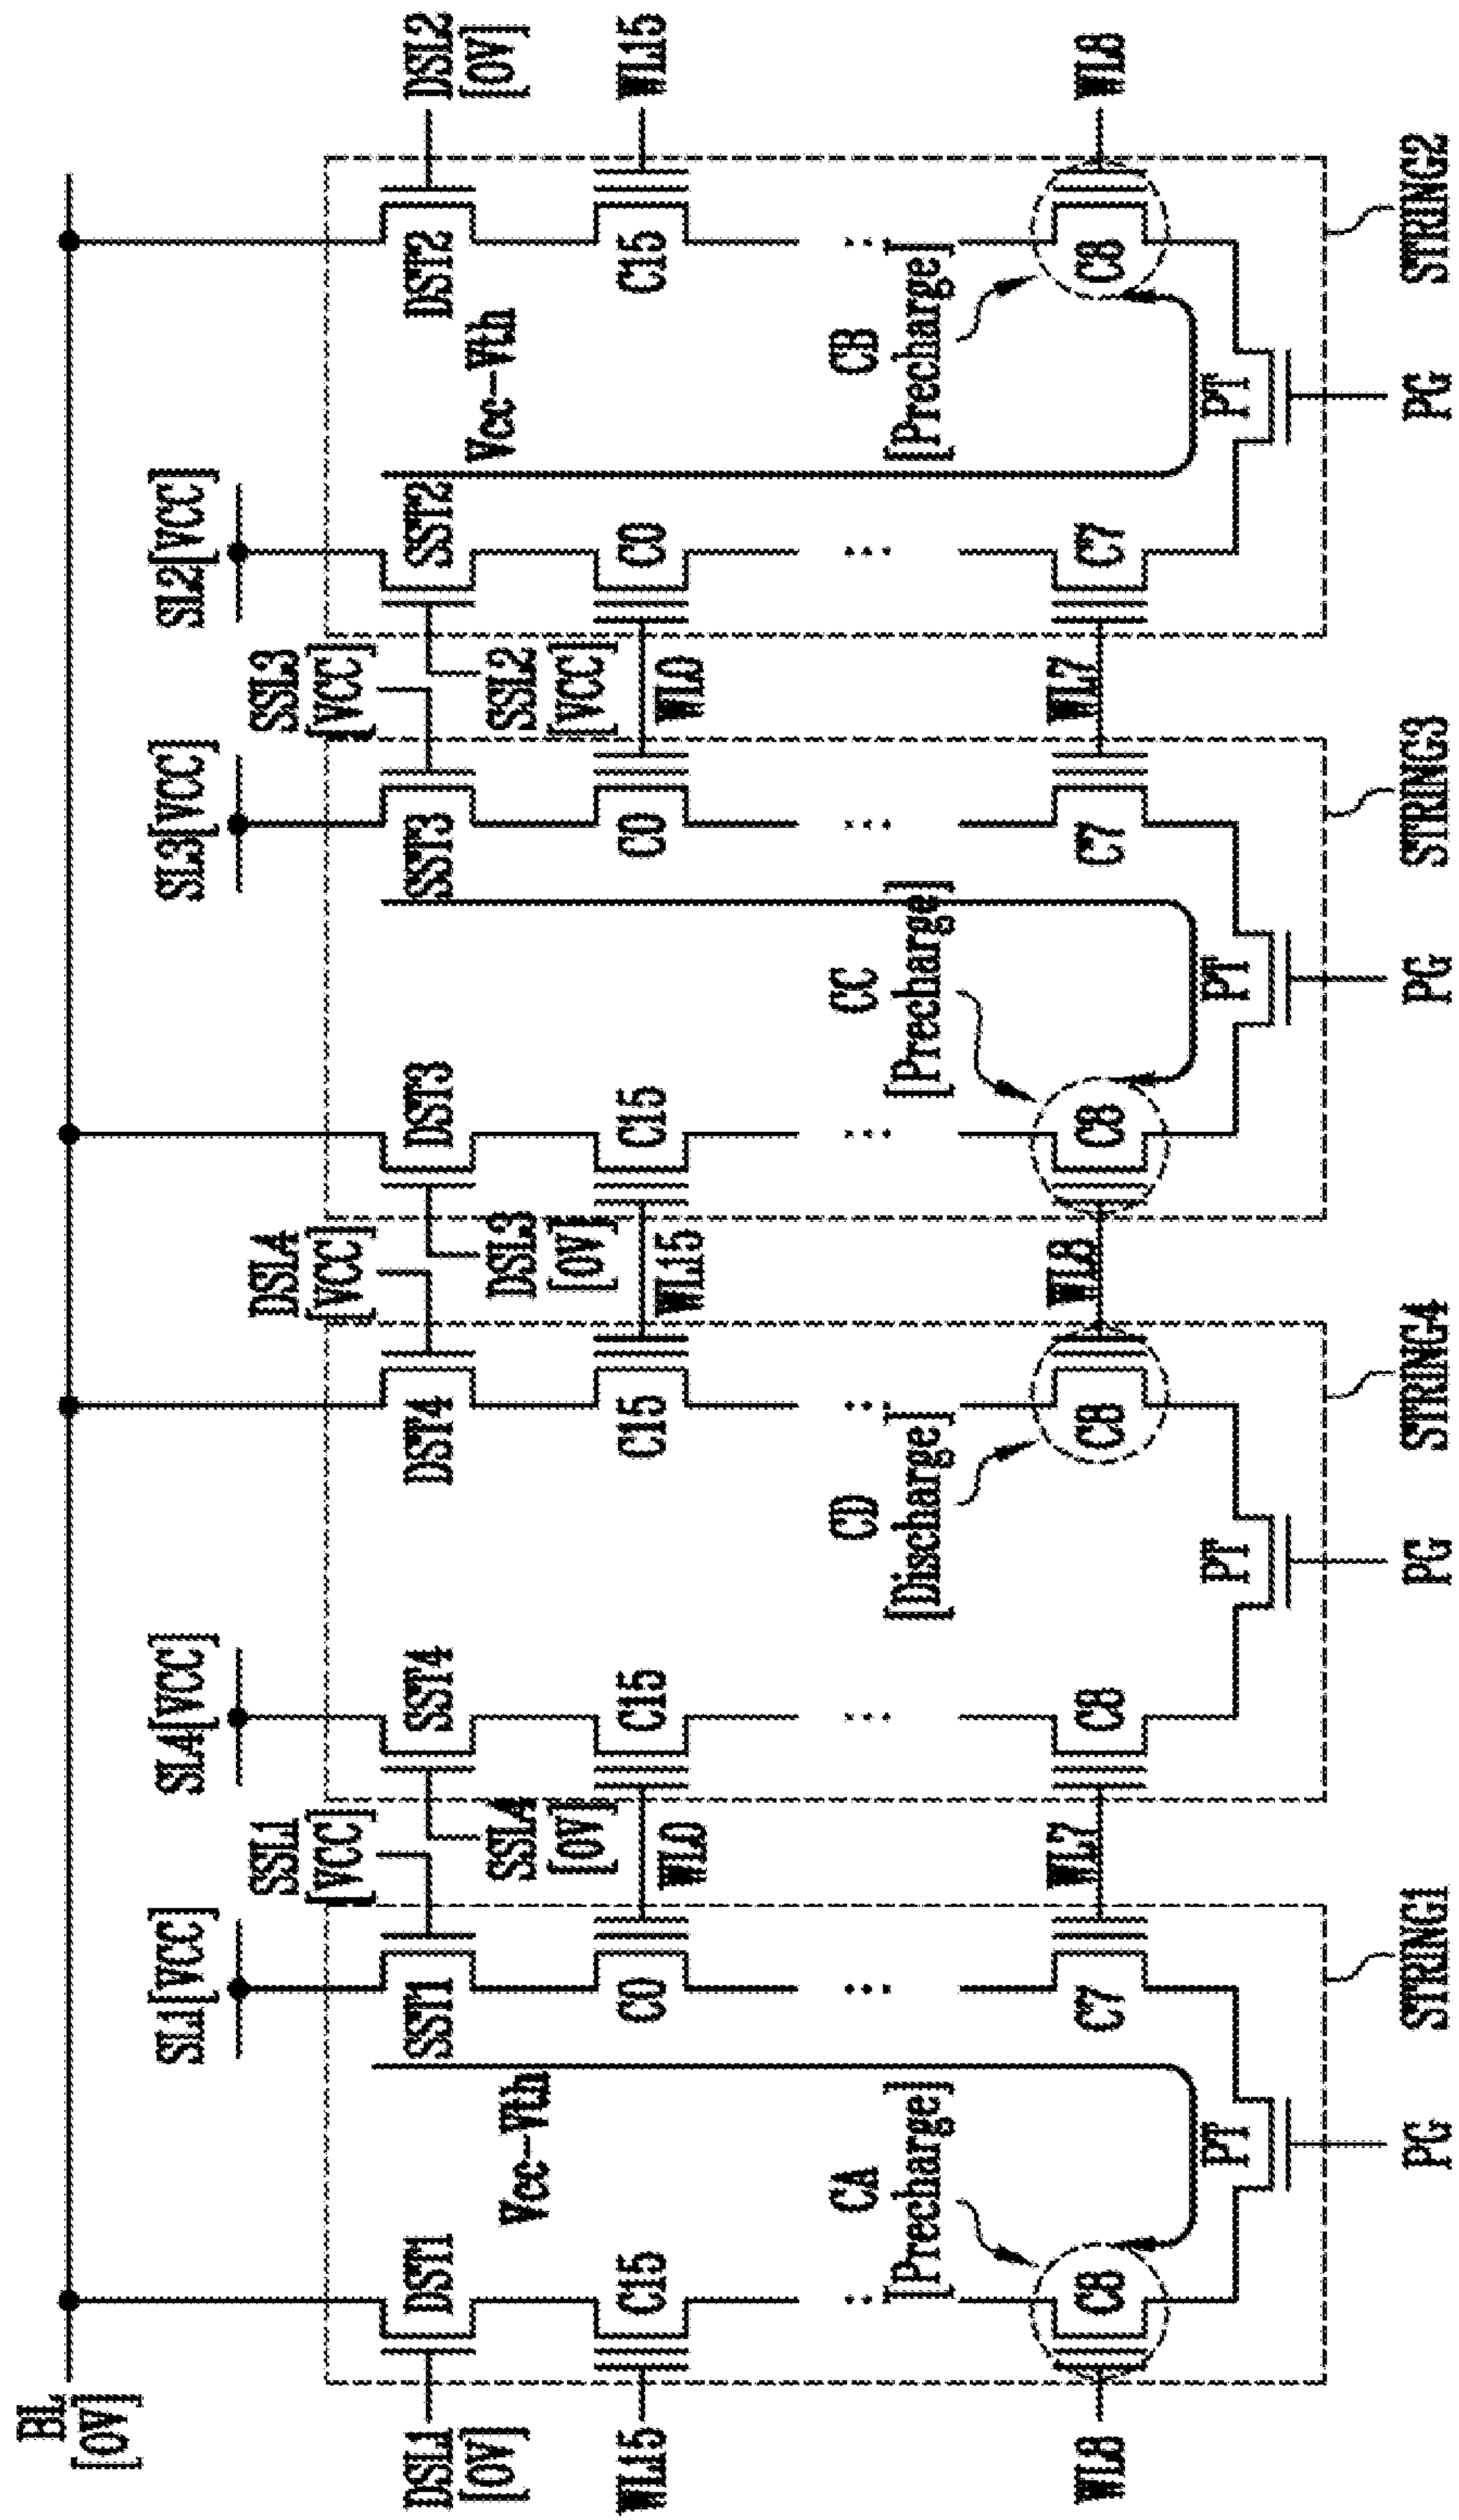 BL
[0V]
SL1[VCC]
SL4[VCC]
SL3[VCC]
SL2[VCC]
SSL1
[VCC]
DSL4
[VCC]
SSL3
[VCC]
DSL1
[0V]
DST1
SST1
SST4
DST4
DST3
SST3
SST2
DST2
DSL2
[0V]
Vcc-Vth
SSL4
[0V]
DSL3
[0V]
SSL2
[VCC]
Vcc-Vth
WL15
C15
C0
WL0
C15
C15
WL15
C15
C0
WL0
C0
C15
WL15
CA
[Precharge]
CD
[Discharge]
CC
[Precharge]
CB
[Precharge]
WL8
C8
C7
WL7
C8
C8
WL8
C8
C7
WL7
C7
C8
WL8
PT
PT
PT
PT
PG
STRING1
PG
STRING4
PG
STRING3
PG
STRING2